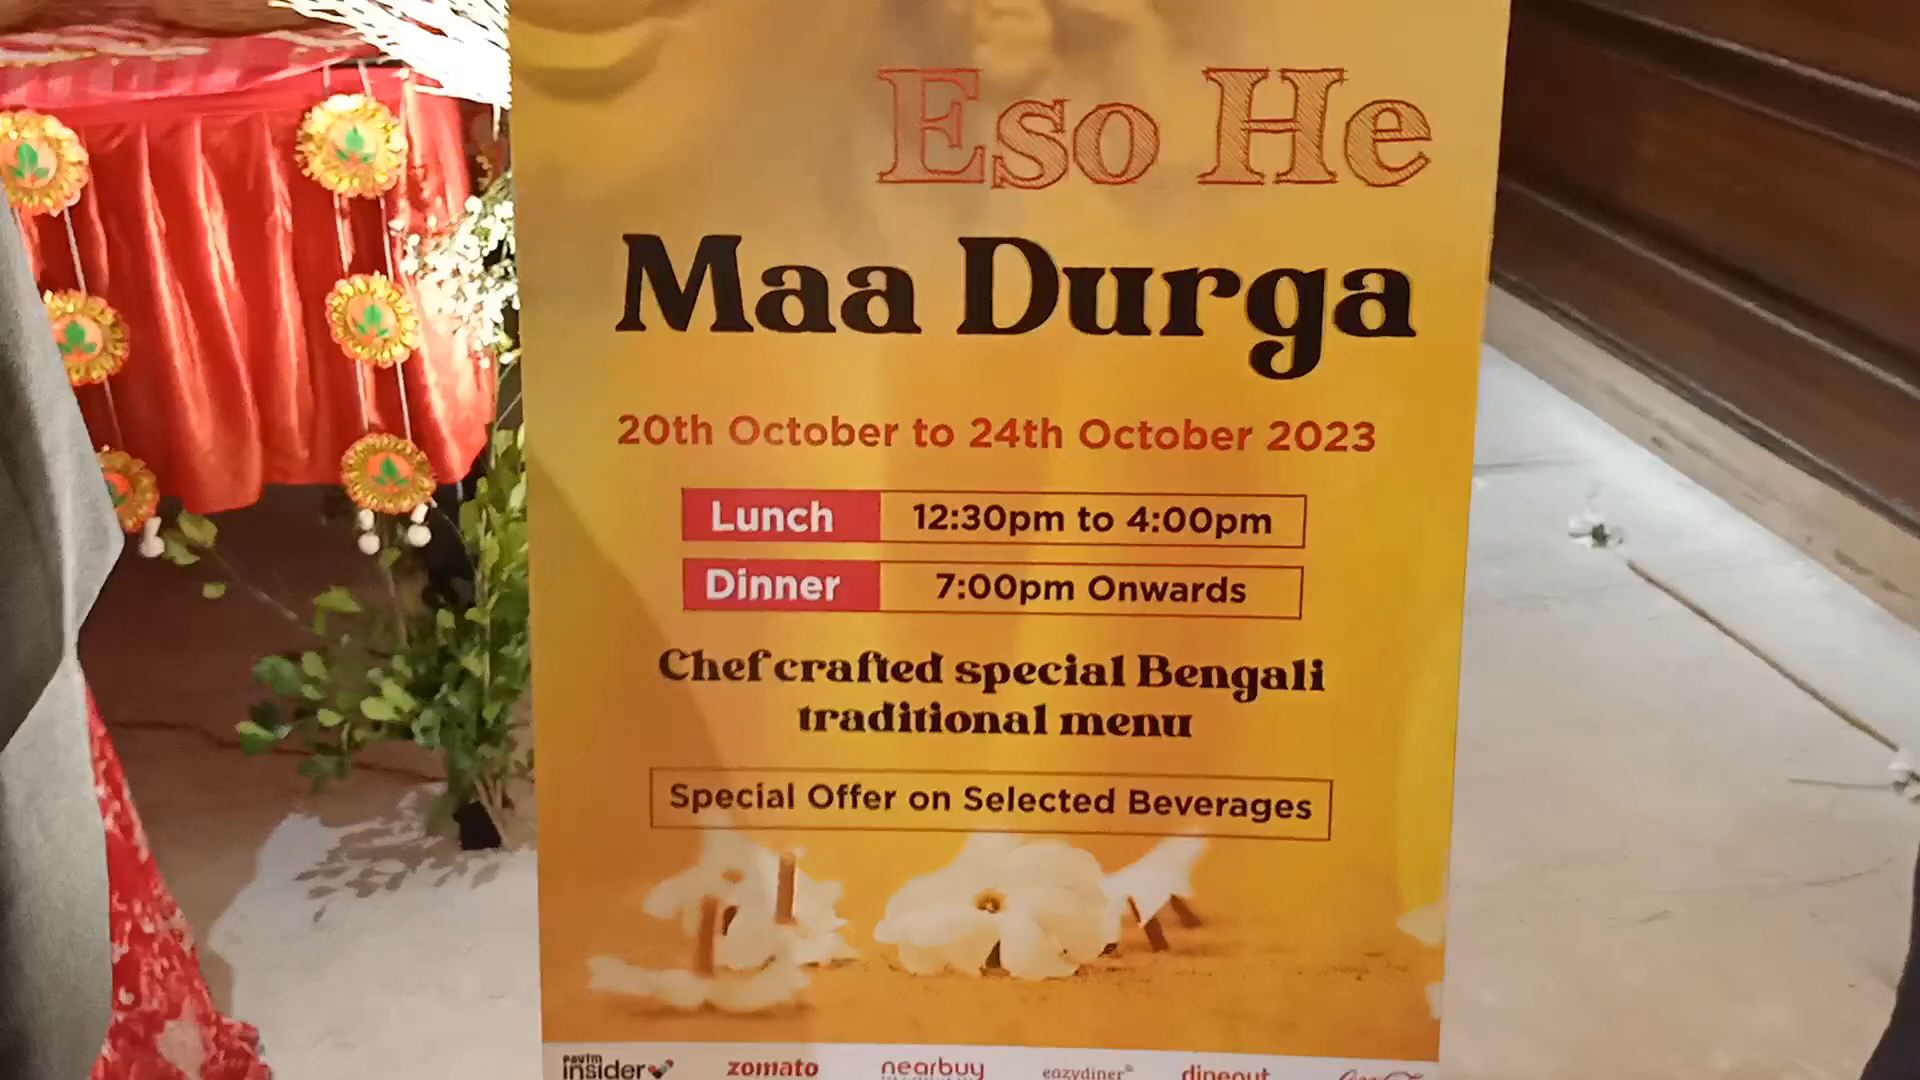 Eso He
Maa Durga
20th October to 24th October 2023
Lunch 12:30pm to 4:00pm
Dinner 7:00pm Onwards
Chef crafted special Bengali
traditional menu
Special Offer on Selected Beverages
paytm
insider zomato nearbuy eazydiner dineout